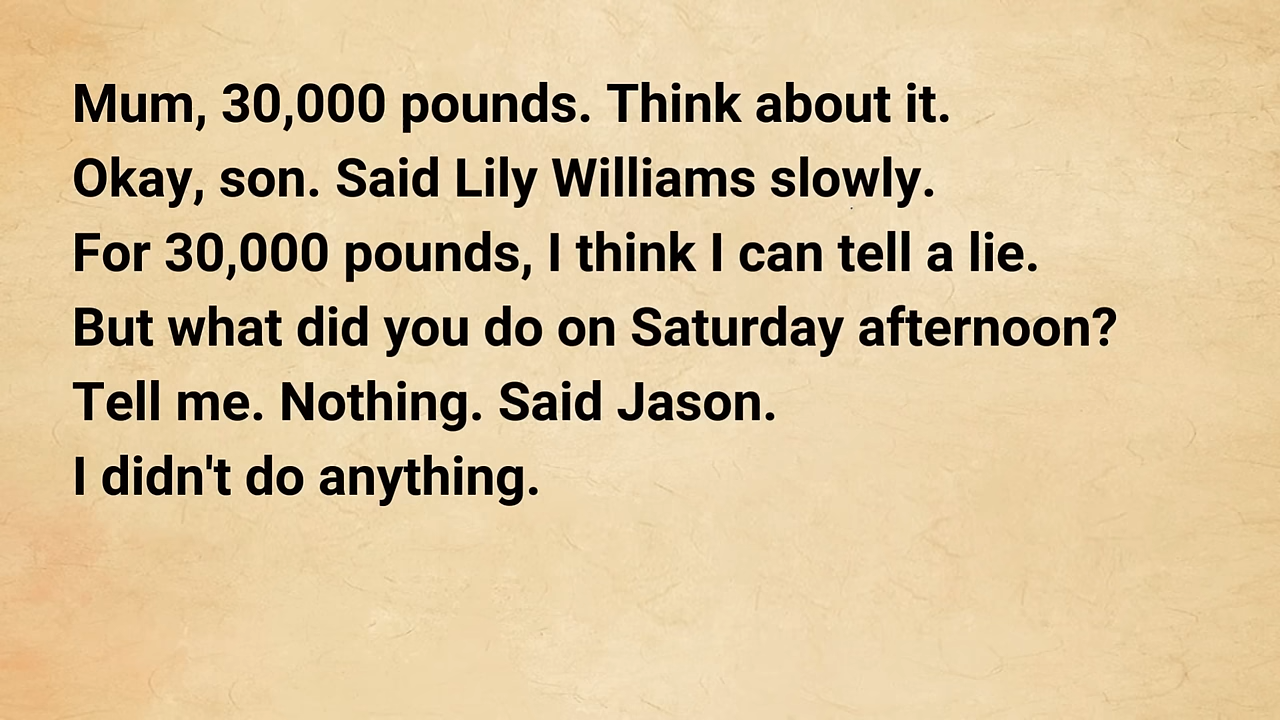 Mum, 30,000 pounds. Think about it.
Okay, son. Said Lily Williams slowly.
For 30,000 pounds, I think I can tell a lie.
But what did you do on Saturday afternoon?
Tell me. Nothing. Said Jason.
I didn't do anything.